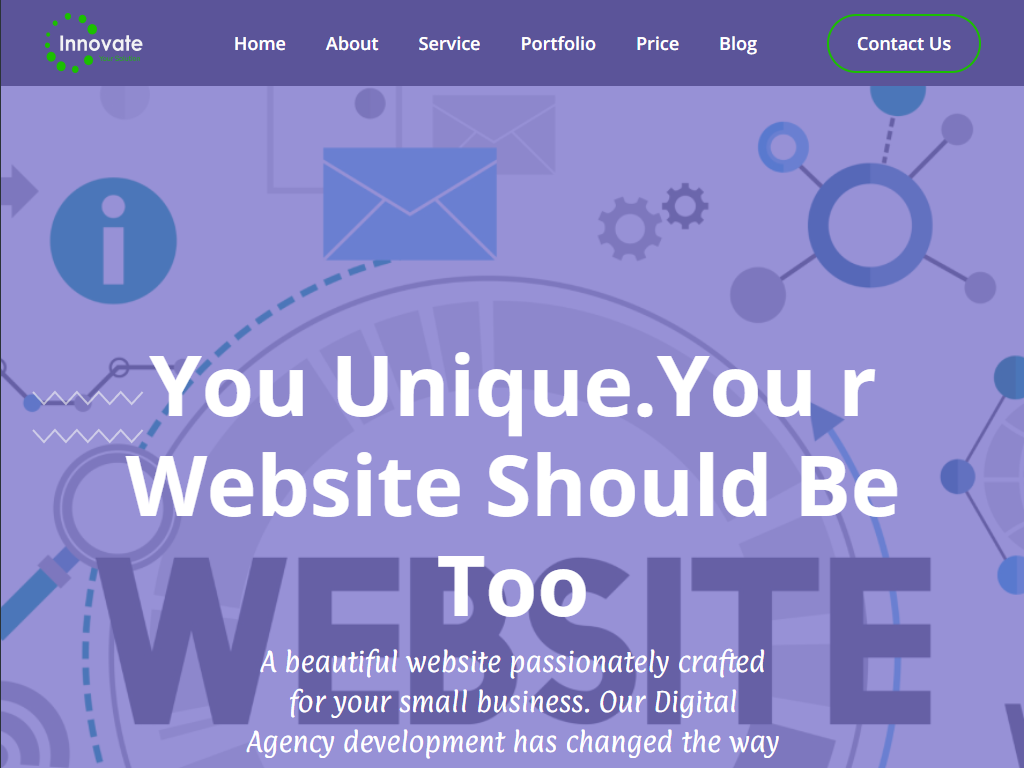 Innovate
Your Solution
Home About Service Portfolio Price Blog Contact Us
You Unique.You r
Website Should Be
Too
WEBSITE
A beautiful website passionately crafted
for your small business. Our Digital
Agency development has changed the way